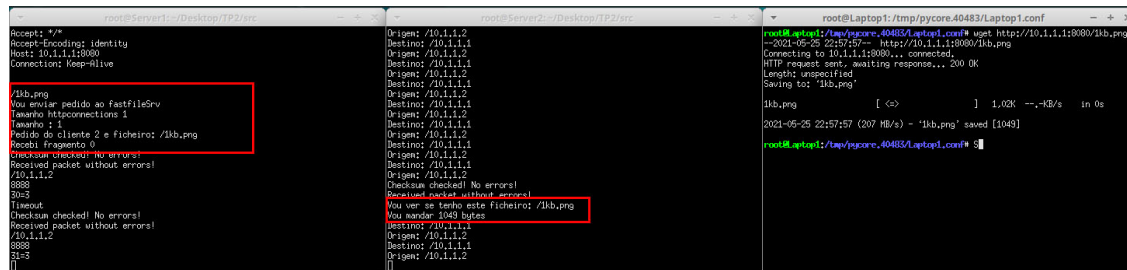 root@Server1: ~/Desktop/TP2/src
Accept: */*
Accept-Encoding: identity
Host: 10.1.1.1:8080
Connection: Keep-Alive
/1kb.png
Vou enviar pedido ao fastfileSrv
Tamanho httpconnections 1
Tamanho : 1
Pedido do cliente 2 e ficheiro: /1kb.png
Recebi fragmento 0
Checksum checked! No errors!
Received packet without errors!
/10.1.1.2
8888
30=3
Timeout
Checksum checked! No errors!
Received packet without errors!
/10.1.1.2
8888
31=3
root@Server2: ~/Desktop/TP2/src
Origem: /10.1.1.2
Destino: /10.1.1.1
Origem: /10.1.1.2
Destino: /10.1.1.1
Origem: /10.1.1.2
Destino: /10.1.1.1
Destino: /10.1.1.1
Origem: /10.1.1.2
Origem: /10.1.1.2
Destino: /10.1.1.1
Origem: /10.1.1.2
Destino: /10.1.1.1
Origem: /10.1.1.2
Destino: /10.1.1.1
Origem: /10.1.1.2
Checksum checked! No errors!
Received packet without errors!
Vou ver se tenho este ficheiro: /1kb.png
Vou mandar 1049 bytes
Destino: /10.1.1.1
Origem: /10.1.1.2
Destino: /10.1.1.1
Origem: /10.1.1.2
root@Laptop1: /tmp/pycore.40483/Laptop1.conf
root@Laptop1:/tmp/pycore.40483/Laptop1.conf# wget http://10.1.1.1:8080/1kb.png
--2021-05-25 22:57:57-- http://10.1.1.1:8080/1kb.png
Connecting to 10.1.1.1:8080... connected.
HTTP request sent, awaiting response... 200 OK
Length: unspecified
Saving to: '1kb.png'
1kb.png [ <=> ] 1,02K --.-KB/s in 0s
2021-05-25 22:57:57 (207 MB/s) - '1kb.png' saved [1049]
root@Laptop1:/tmp/pycore.40483/Laptop1.conf# S